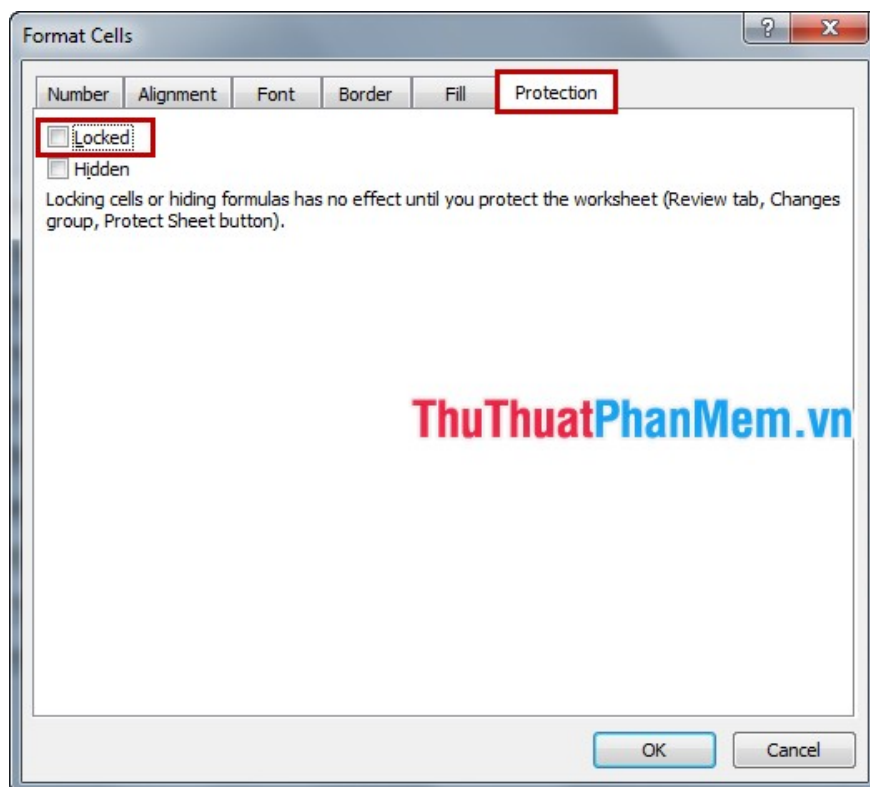 Format Cells
Number Alignment Font Border Fill Protection
Locked
Hidden
Locking cells or hiding formulas has no effect until you protect the worksheet (Review tab, Changes
group, Protect Sheet button).
ThuThuatPhanMem.vn
OK Cancel